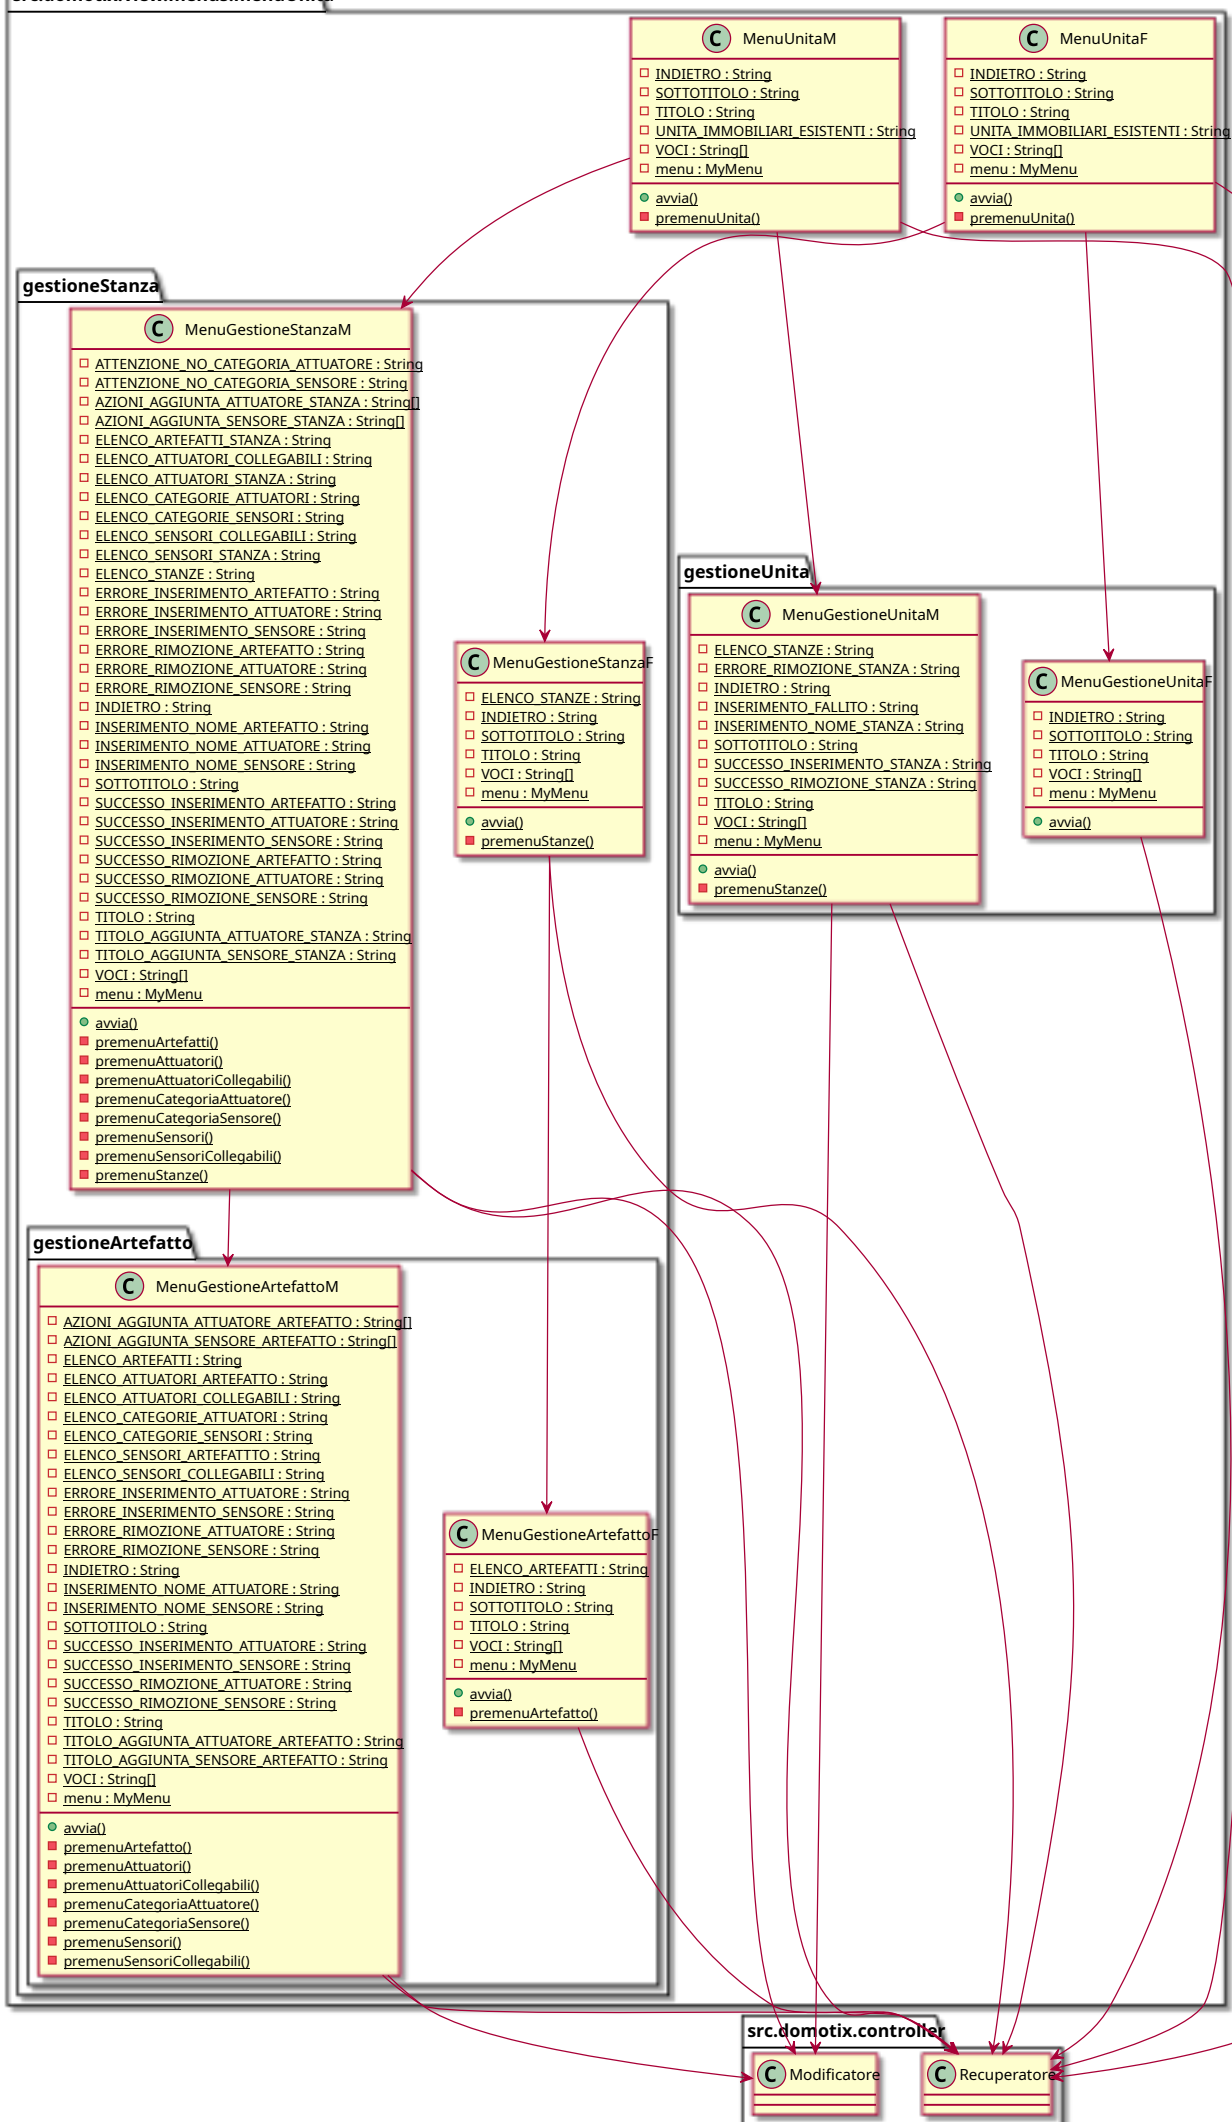 C MenuUnitaM
INDIETRO : String
SOTTOTITOLO : String
TITOLO : String
UNITA_IMMOBILIARI_ESISTENTI : String
VOCI : String[]
menu : MyMenu
avvia()
premenuUnita()
C MenuUnitaF
INDIETRO : String
SOTTOTITOLO : String
TITOLO : String
UNITA_IMMOBILIARI_ESISTENTI : String
VOCI : String[]
menu : MyMenu
avvia()
premenuUnita()
gestioneStanza
C MenuGestioneStanzaM
ATTENZIONE_NO_CATEGORIA_ATTUATORE : String
ATTENZIONE_NO_CATEGORIA_SENSORE : String
AZIONI_AGGIUNTA_ATTUATORE_STANZA : String[]
AZIONI_AGGIUNTA_SENSORE_STANZA : String[]
ELENCO_ARTEFATTI_STANZA : String
ELENCO_ATTUATORI_COLLEGABILI : String
ELENCO_ATTUATORI_STANZA : String
ELENCO_CATEGORIE_ATTUATORI : String
ELENCO_CATEGORIE_SENSORI : String
ELENCO_SENSORI_COLLEGABILI : String
ELENCO_SENSORI_STANZA : String
ELENCO_STANZE : String
ERRORE_INSERIMENTO_ARTEFATTO : String
ERRORE_INSERIMENTO_ATTUATORE : String
ERRORE_INSERIMENTO_SENSORE : String
ERRORE_RIMOZIONE_ARTEFATTO : String
ERRORE_RIMOZIONE_ATTUATORE : String
ERRORE_RIMOZIONE_SENSORE : String
INDIETRO : String
INSERIMENTO_NOME_ARTEFATTO : String
INSERIMENTO_NOME_ATTUATORE : String
INSERIMENTO_NOME_SENSORE : String
SOTTOTITOLO : String
SUCCESSO_INSERIMENTO_ARTEFATTO : String
SUCCESSO_INSERIMENTO_ATTUATORE : String
SUCCESSO_INSERIMENTO_SENSORE : String
SUCCESSO_RIMOZIONE_ARTEFATTO : String
SUCCESSO_RIMOZIONE_ATTUATORE : String
SUCCESSO_RIMOZIONE_SENSORE : String
TITOLO : String
TITOLO_AGGIUNTA_ATTUATORE_STANZA : String
TITOLO_AGGIUNTA_SENSORE_STANZA : String
VOCI : String[]
menu : MyMenu
avvia()
premenuArtefatti()
premenuAttuatori()
premenuAttuatoriCollegabili()
premenuCategoriaAttuatore()
premenuCategoriaSensore()
premenuSensori()
premenuSensoriCollegabili()
premenuStanze()
C MenuGestioneStanzaF
ELENCO_STANZE : String
INDIETRO : String
SOTTOTITOLO : String
TITOLO : String
VOCI : String[]
menu : MyMenu
avvia()
premenuStanze()
gestioneUnita
C MenuGestioneUnitaM
ELENCO_STANZE : String
ERRORE_RIMOZIONE_STANZA : String
INDIETRO : String
INSERIMENTO_FALLITO : String
INSERIMENTO_NOME_STANZA : String
SOTTOTITOLO : String
SUCCESSO_INSERIMENTO_STANZA : String
SUCCESSO_RIMOZIONE_STANZA : String
TITOLO : String
VOCI : String[]
menu : MyMenu
avvia()
premenuStanze()
C MenuGestioneUnitaF
INDIETRO : String
SOTTOTITOLO : String
TITOLO : String
VOCI : String[]
menu : MyMenu
avvia()
gestioneArtefatto
C MenuGestioneArtefattoM
AZIONI_AGGIUNTA_ATTUATORE_ARTEFATTO : String[]
AZIONI_AGGIUNTA_SENSORE_ARTEFATTO : String[]
ELENCO_ARTEFATTI : String
ELENCO_ATTUATORI_ARTEFATTO : String
ELENCO_ATTUATORI_COLLEGABILI : String
ELENCO_CATEGORIE_ATTUATORI : String
ELENCO_CATEGORIE_SENSORI : String
ELENCO_SENSORI_ARTEFATTTO : String
ELENCO_SENSORI_COLLEGABILI : String
ERRORE_INSERIMENTO_ATTUATORE : String
ERRORE_INSERIMENTO_SENSORE : String
ERRORE_RIMOZIONE_ATTUATORE : String
ERRORE_RIMOZIONE_SENSORE : String
INDIETRO : String
INSERIMENTO_NOME_ATTUATORE : String
INSERIMENTO_NOME_SENSORE : String
SOTTOTITOLO : String
SUCCESSO_INSERIMENTO_ATTUATORE : String
SUCCESSO_INSERIMENTO_SENSORE : String
SUCCESSO_RIMOZIONE_ATTUATORE : String
SUCCESSO_RIMOZIONE_SENSORE : String
TITOLO : String
TITOLO_AGGIUNTA_ATTUATORE_ARTEFATTO : String
TITOLO_AGGIUNTA_SENSORE_ARTEFATTO : String
VOCI : String[]
menu : MyMenu
avvia()
premenuArtefatto()
premenuAttuatori()
premenuAttuatoriCollegabili()
premenuCategoriaAttuatore()
premenuCategoriaSensore()
premenuSensori()
premenuSensoriCollegabili()
C MenuGestioneArtefattoF
ELENCO_ARTEFATTI : String
INDIETRO : String
SOTTOTITOLO : String
TITOLO : String
VOCI : String[]
menu : MyMenu
avvia()
premenuArtefatto()
src.domotix.controller
C Modificatore
C Recuperatore